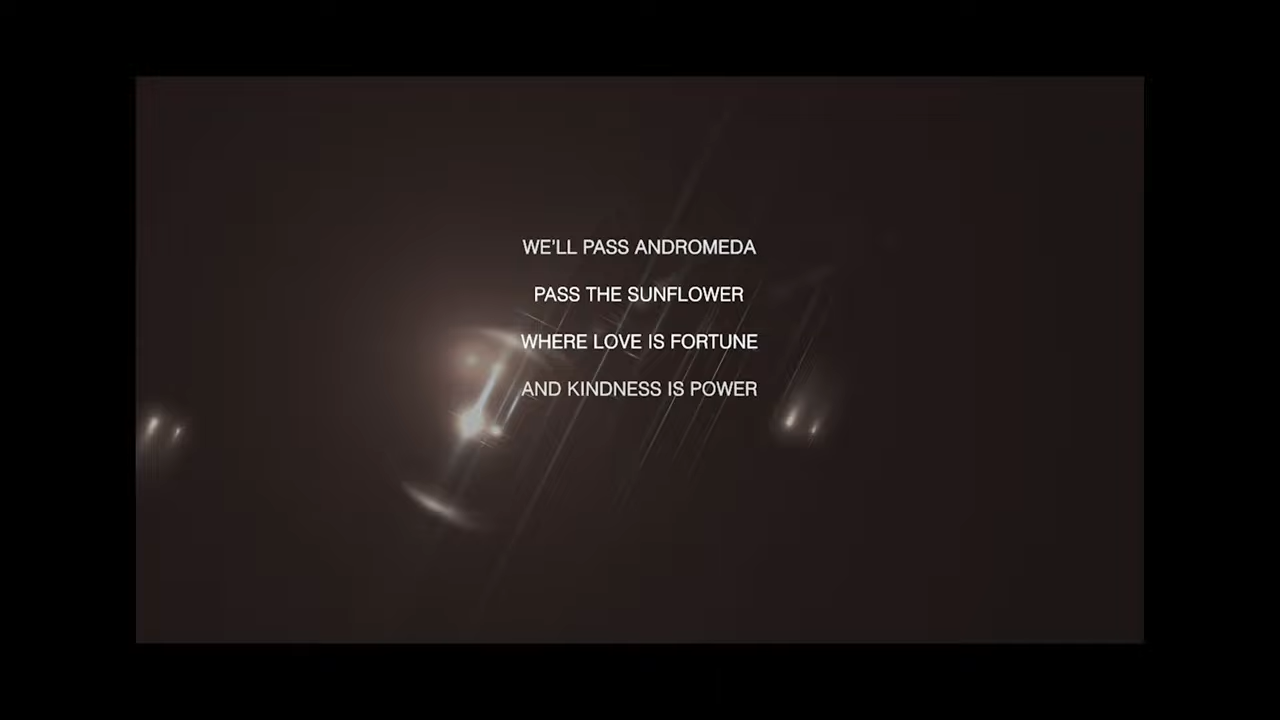 WE'LL PASS ANDROMEDA
PASS THE SUNFLOWER
WHERE LOVE IS FORTUNE
AND KINDNESS IS POWER